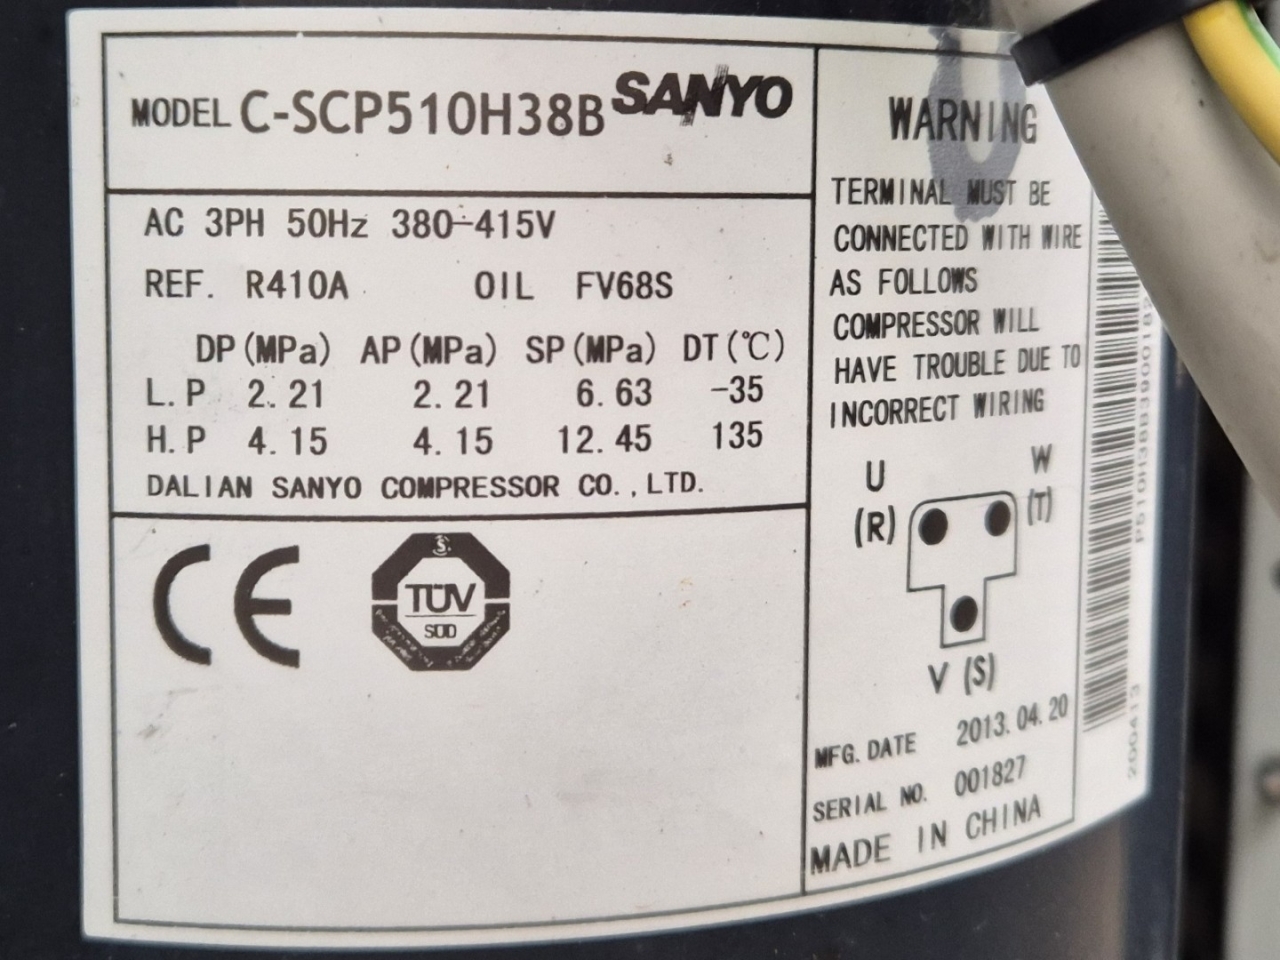 MODEL C-SCP510H38B SANYO
AC 3PH 50Hz 380-415V
REF. R410A OIL FV68S
DP(MPa) AP(MPa) SP(MPa) DT(℃)
L.P 2.21 2.21 6.63 -35
H.P 4.15 4.15 12.45 135
DALIAN SANYO COMPRESSOR CO.,LTD.
CE
TÜV
SÜD
WARNING
TERMINAL MUST BE
CONNECTED WITH WIRE
AS FOLLOWS
COMPRESSOR WILL
HAVE TROUBLE DUE TO
INCORRECT WIRING
U W
(R) (T)
V (S)
MFG. DATE 2013.04.20
SERIAL NO. 001827
MADE IN CHINA